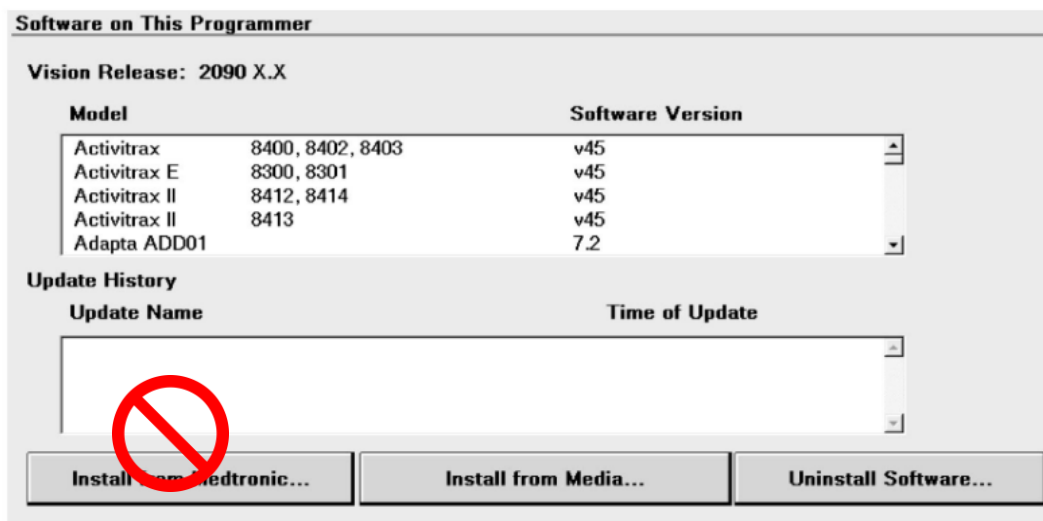 Software on This Programmer
Vision Release: 2090 X.X
Model Software Version
Activitrax 8400, 8402, 8403 v45
Activitrax E 8300, 8301 v45
Activitrax II 8412, 8414 v45
Activitrax II 8413 v45
Adapta ADD01 7.2
Update History
Update Name Time of Update
Install from Medtronic... Install from Media... Uninstall Software...